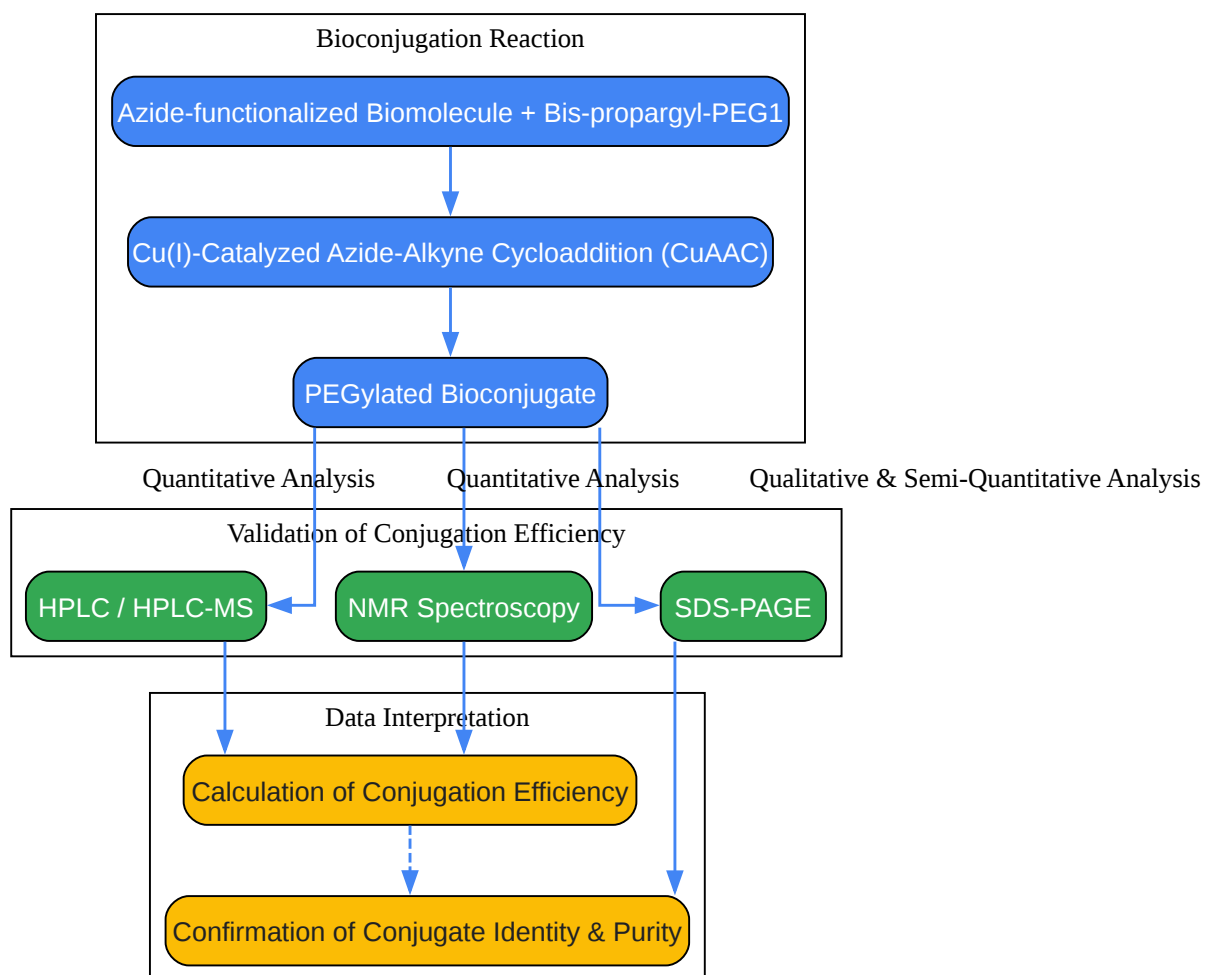 Bioconjugation Reaction
Azide-functionalized Biomolecule + Bis-propargyl-PEG1
Cu(I)-Catalyzed Azide-Alkyne Cycloaddition (CuAAC)
PEGylated Bioconjugate
Quantitative Analysis
Quantitative Analysis
Qualitative & Semi-Quantitative Analysis
Validation of Conjugation Efficiency
HPLC / HPLC-MS
NMR Spectroscopy
SDS-PAGE
Data Interpretation
Calculation of Conjugation Efficiency
Confirmation of Conjugate Identity & Purity